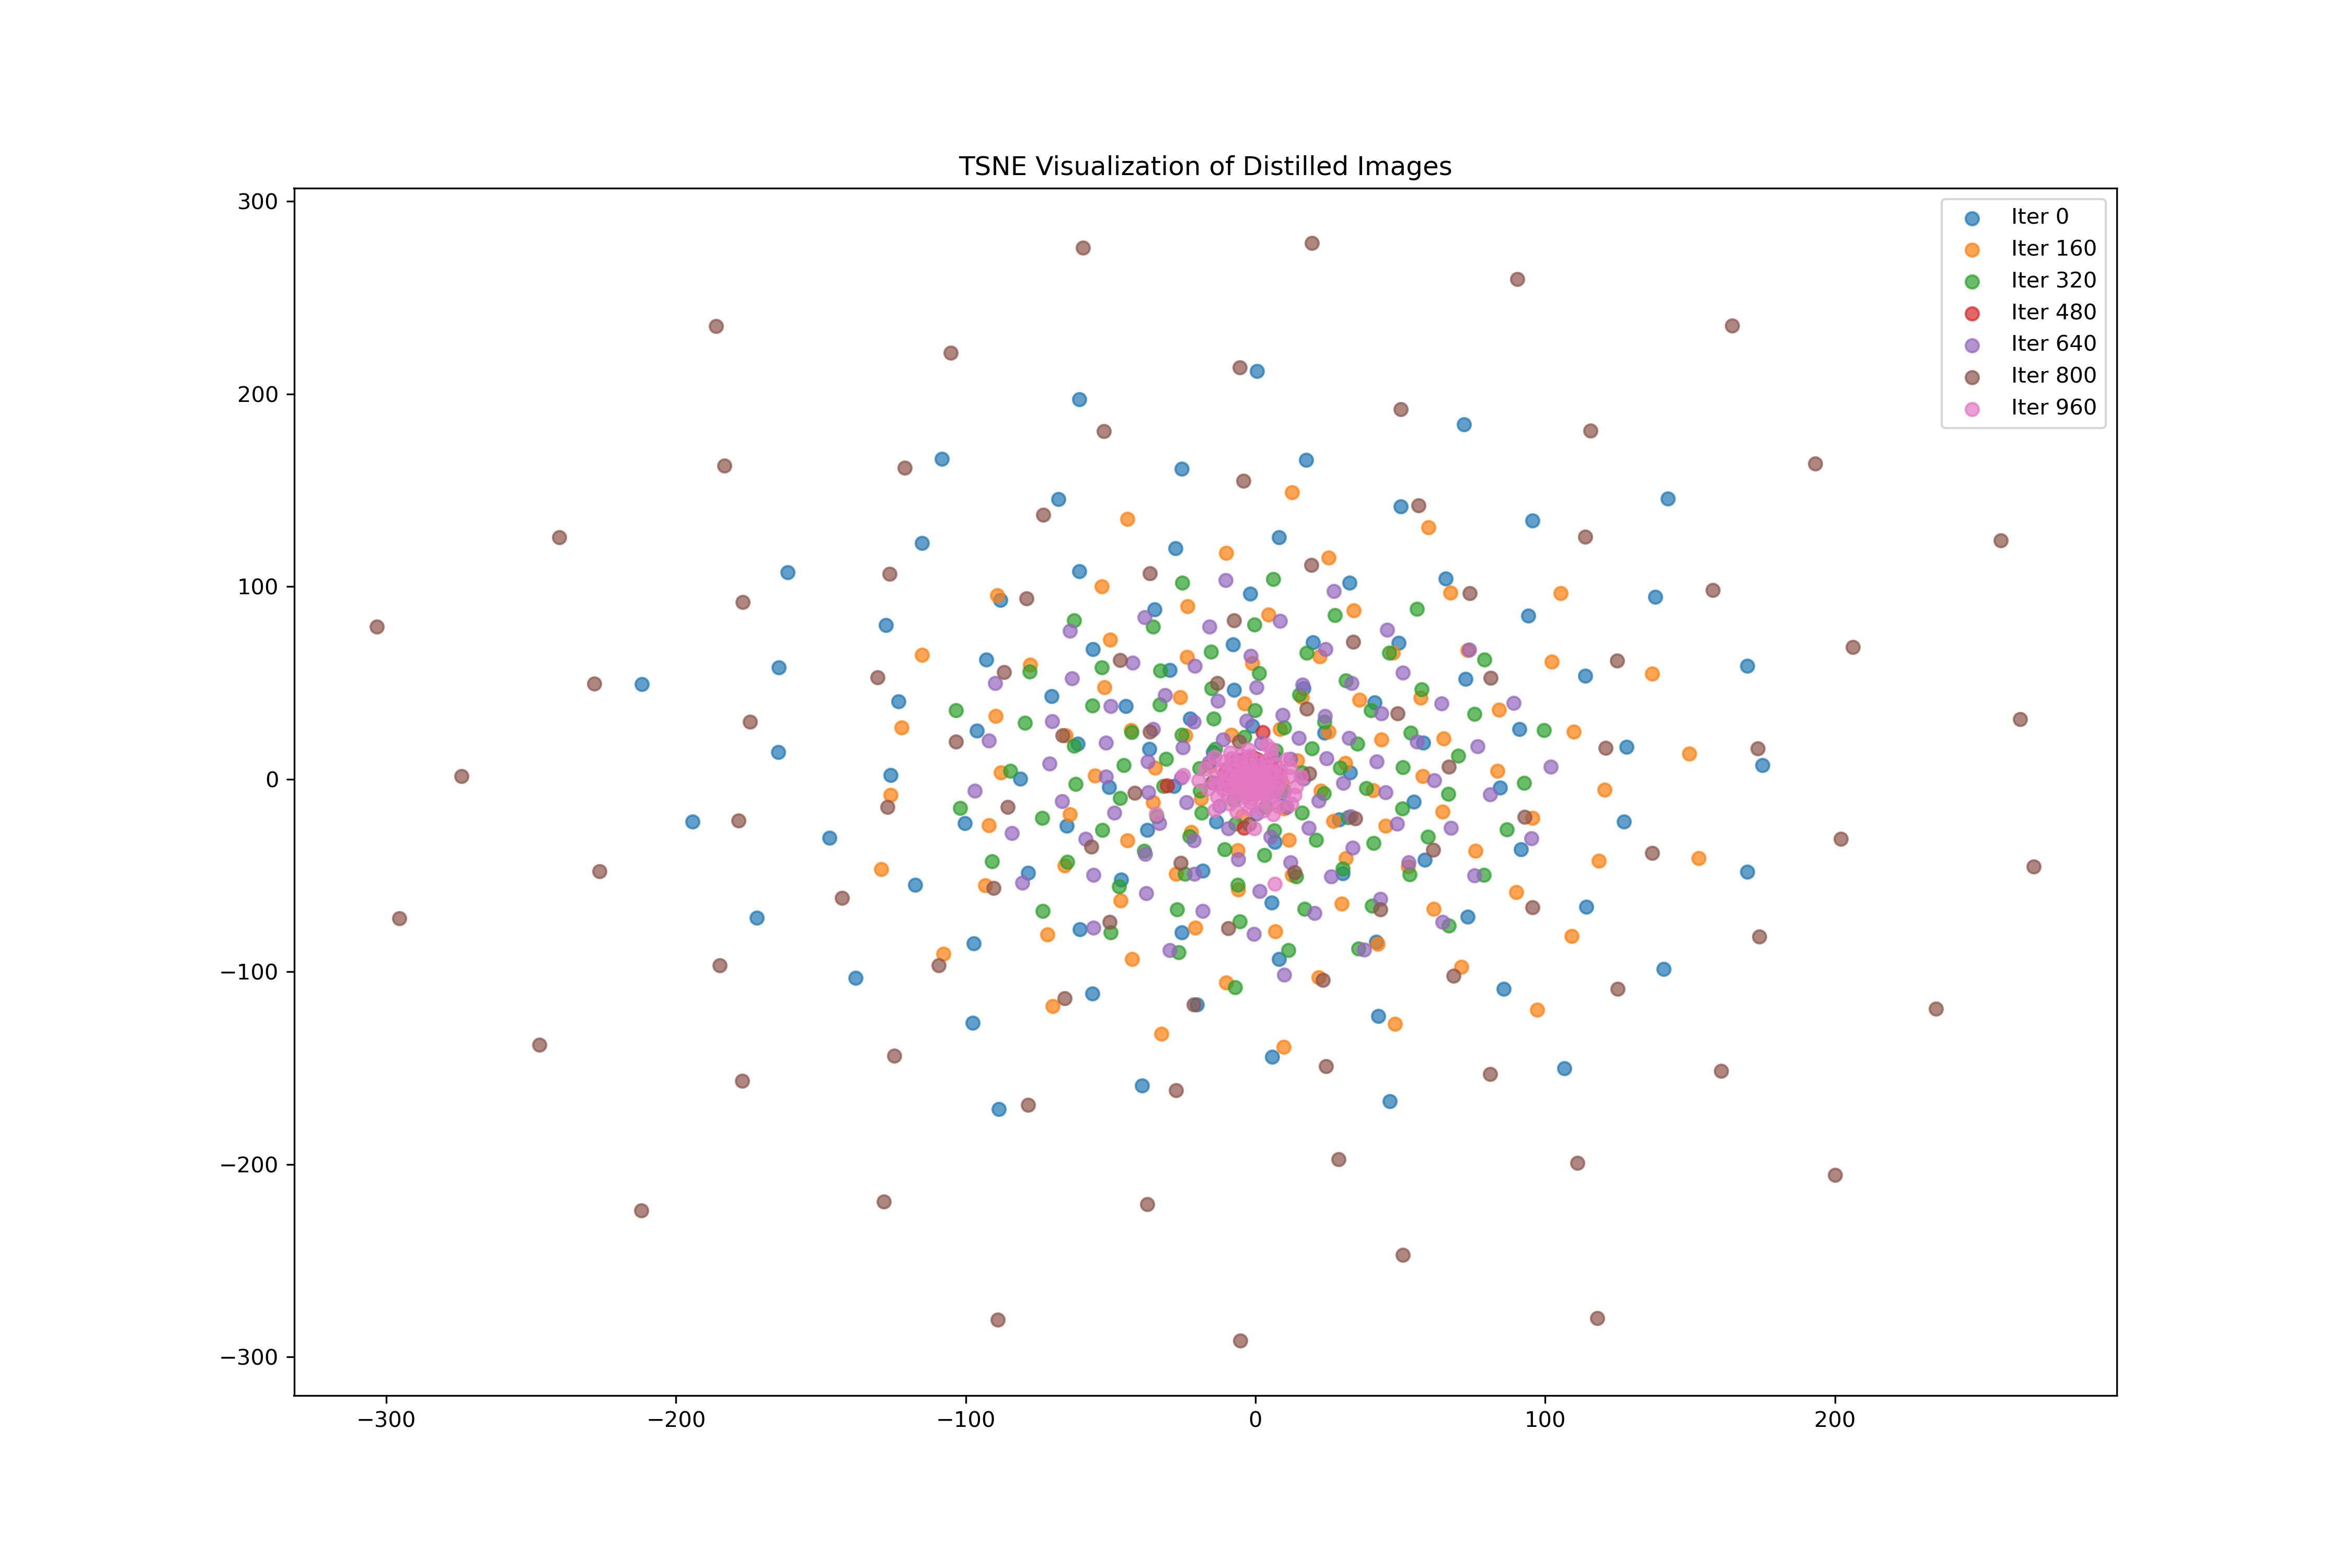 TSNE Visualization of Distilled Images
300
200
100
0
−100
−200
−300
−300
−200
−100
0
100
200
Iter 0
Iter 160
Iter 320
Iter 480
Iter 640
Iter 800
Iter 960